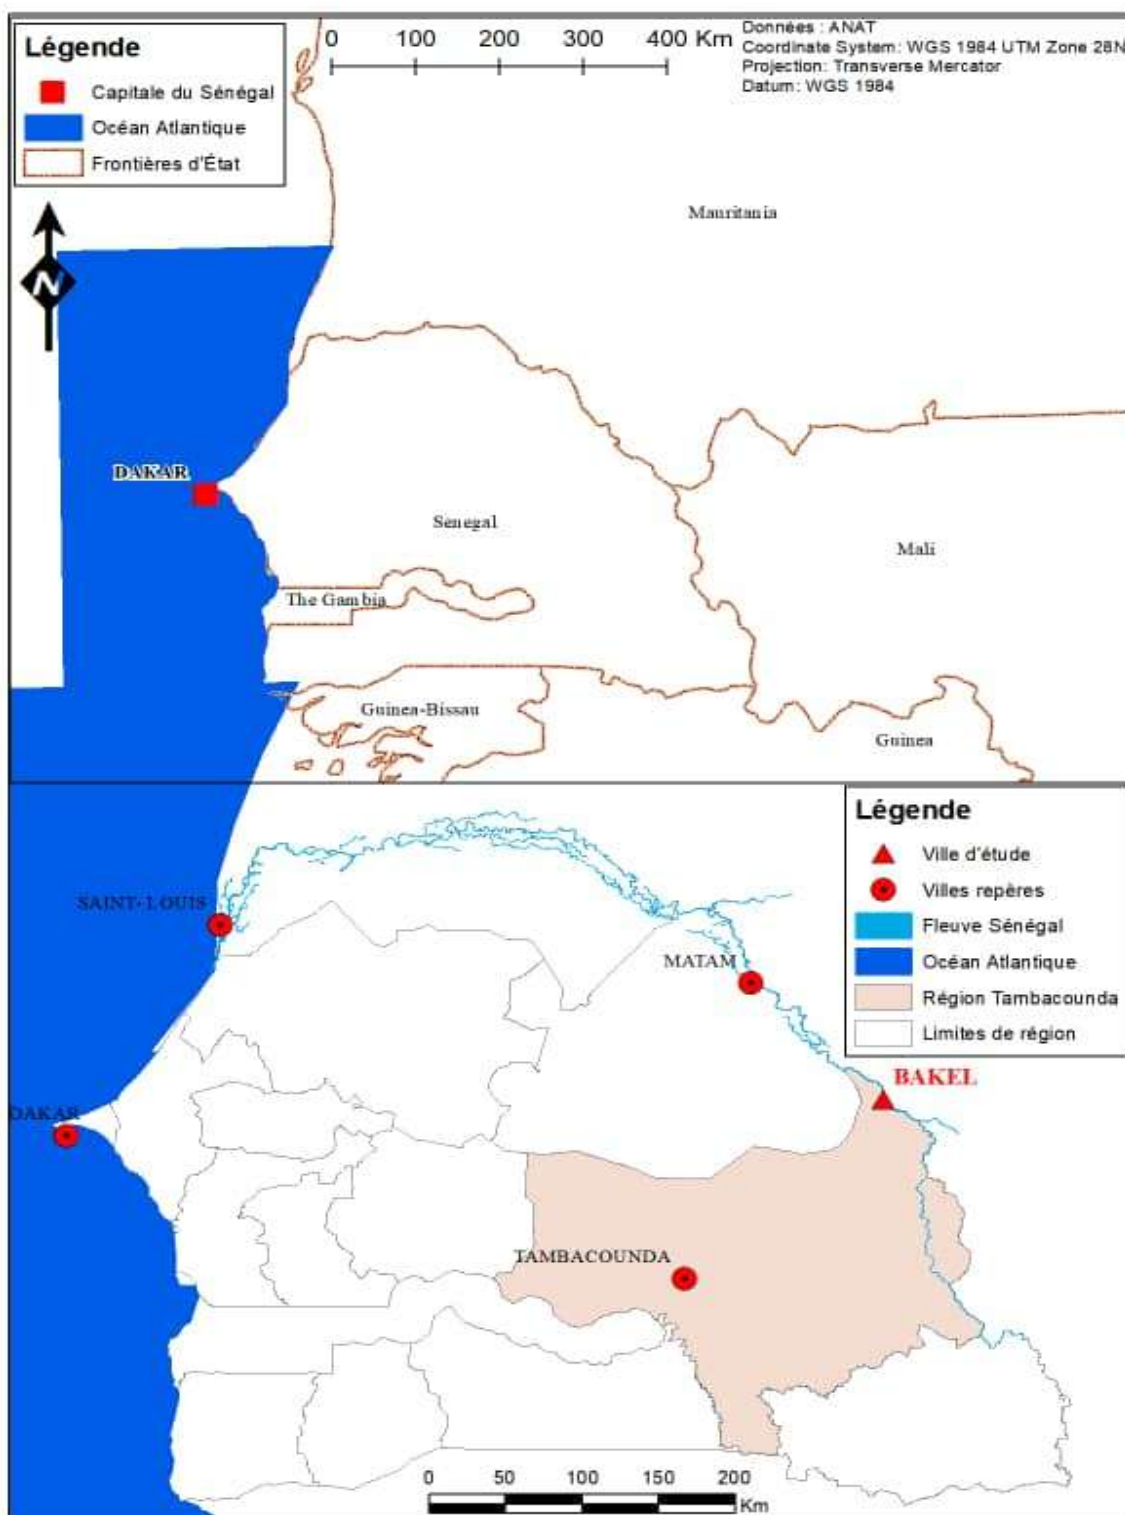 Légende
Capitale du Sénégal
Océan Atlantique
Frontières d'État
0 100 200 300 400 Km
Données : ANAT
Coordinate System: WGS 1984 UTM Zone 28N
Projection: Transverse Mercator
Datum: WGS 1984
N
Mauritania
DAKAR
Senegal
Mali
The Gambia
Guinea-Bissau
Guinea
Légende
Ville d'étude
Villes repères
Fleuve Sénégal
Océan Atlantique
Région Tambacounda
Limites de région
SAINT-LOUIS
MATAM
BAKEL
DAKAR
TAMBACOUNDA
0 50 100 150 200
Km